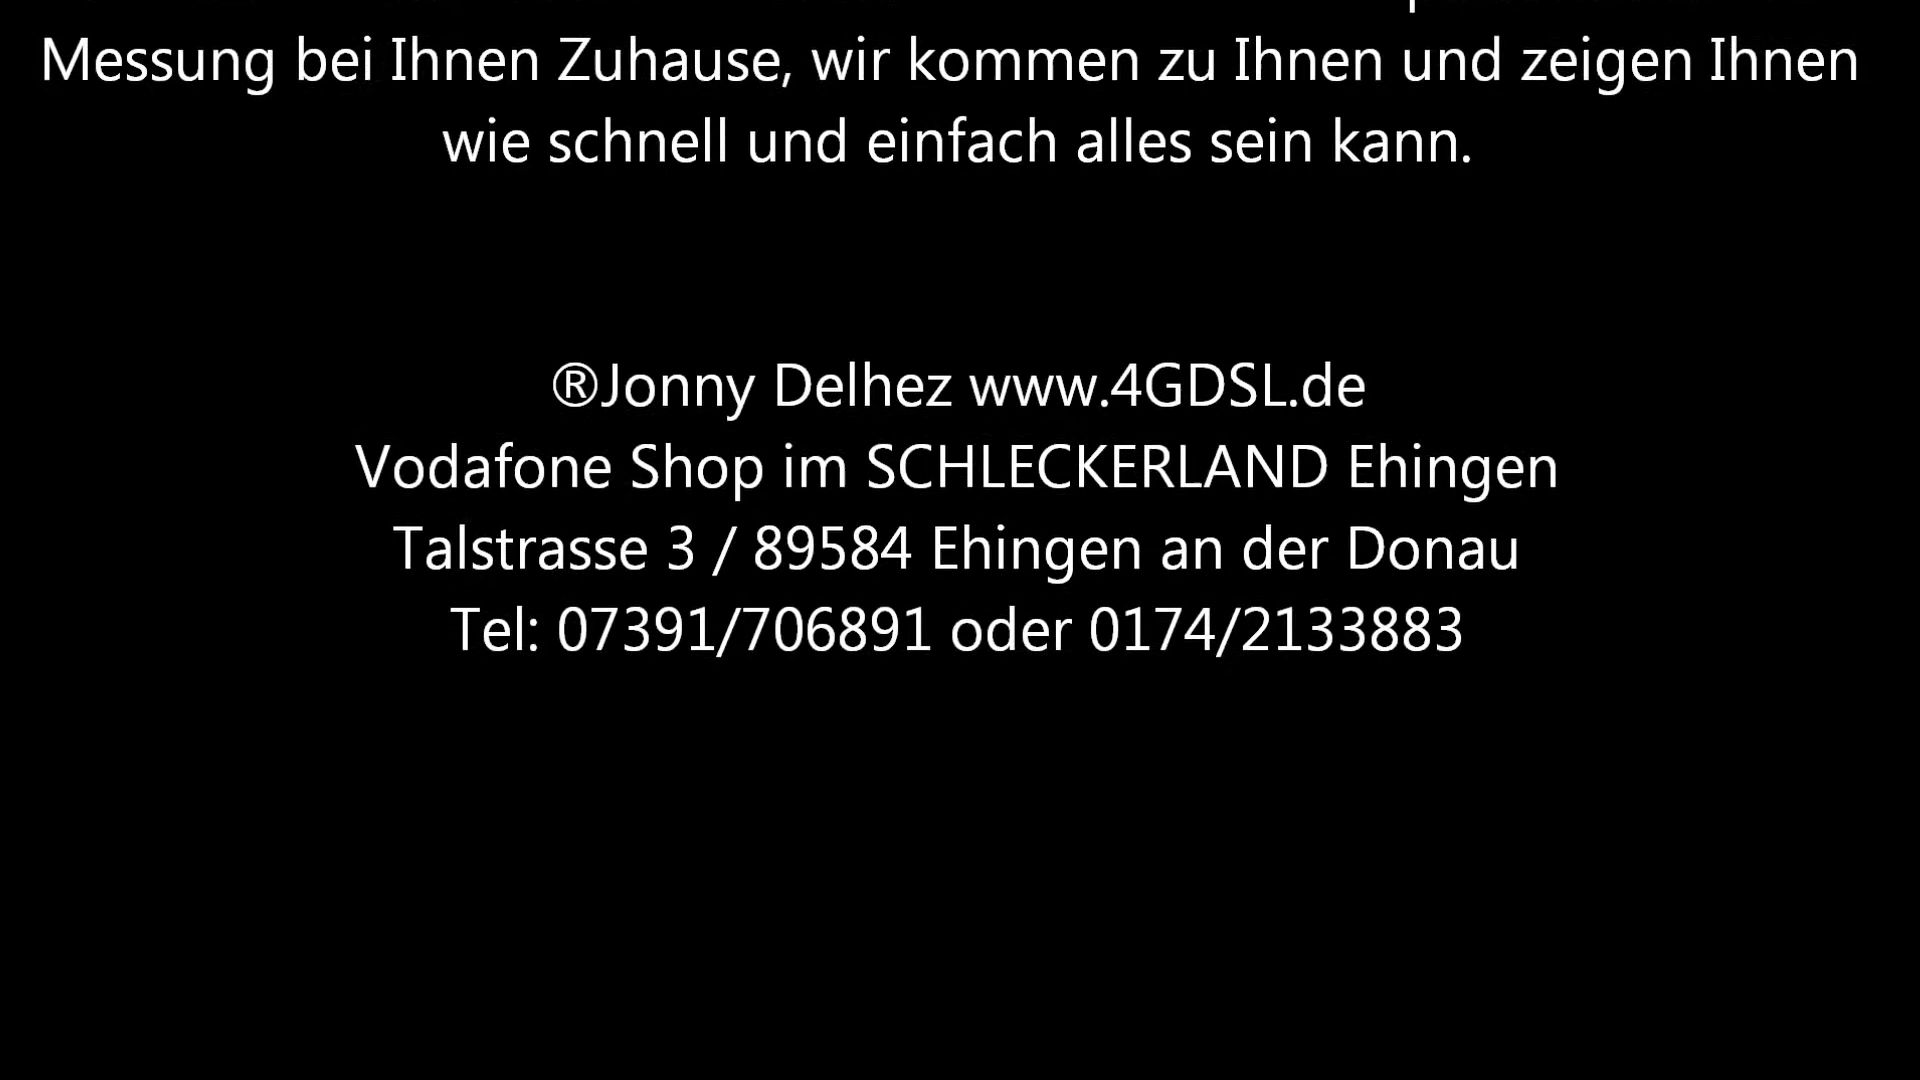 Messung bei Ihnen Zuhause, wir kommen zu Ihnen und zeigen Ihnen
wie schnell und einfach alles sein kann.
®Jonny Delhez www.4GDSL.de
Vodafone Shop im SCHLECKERLAND Ehingen
Talstrasse 3 / 89584 Ehingen an der Donau
Tel: 07391/706891 oder 0174/2133883